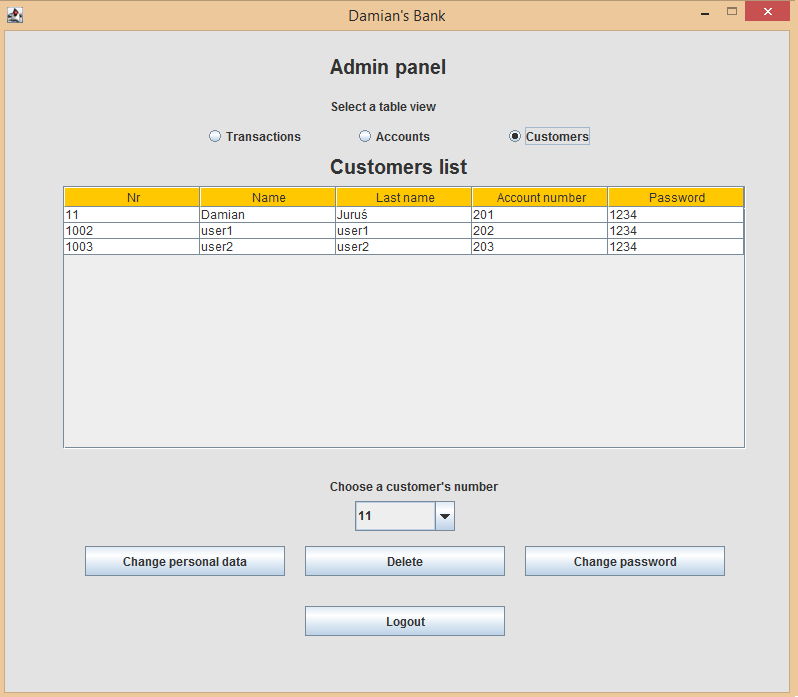 Damian's Bank
Admin panel
Select a table view
Transactions Accounts Customers
Customers list
Nr Name Last name Account number Password
11 Damian Juruś 201 1234
1002 user1 user1 202 1234
1003 user2 user2 203 1234
Choose a customer's number
11
Change personal data Delete Change password
Logout